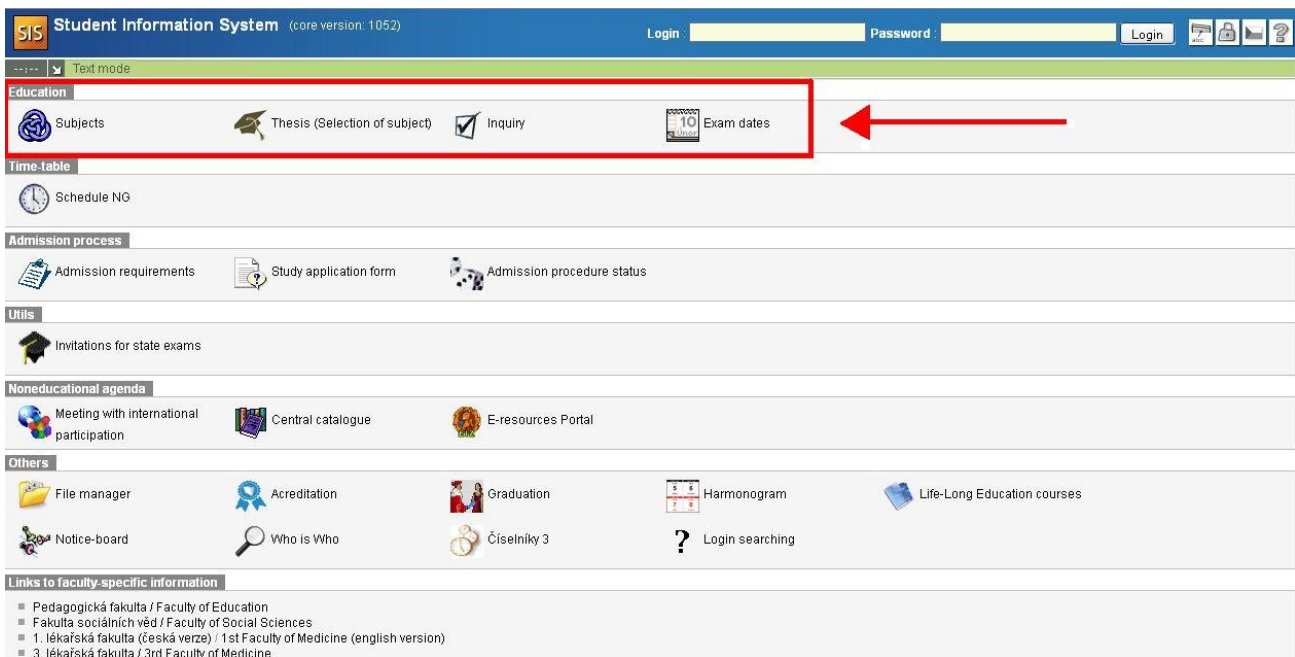 SIS Student Information System (core version: 1052) Login : Password : Login
--:-- Text mode
Education
Subjects Thesis (Selection of subject) Inquiry 10 Únor Exam dates
Time-table
Schedule NG
Admission process
Admission requirements Study application form Admission procedure status
Utils
Invitations for state exams
Noneducational agenda
Meeting with international participation Central catalogue E-resources Portal
Others
File manager Acreditation Graduation Harmonogram Life-Long Education courses
Notice-board Who is Who Číselníky 3 ? Login searching
Links to faculty-specific information
Pedagogická fakulta / Faculty of Education
Fakulta sociálních věd / Faculty of Social Sciences
1. lékařská fakulta (česká verze) / 1st Faculty of Medicine (english version)
3. lékařská fakulta / 3rd Faculty of Medicine